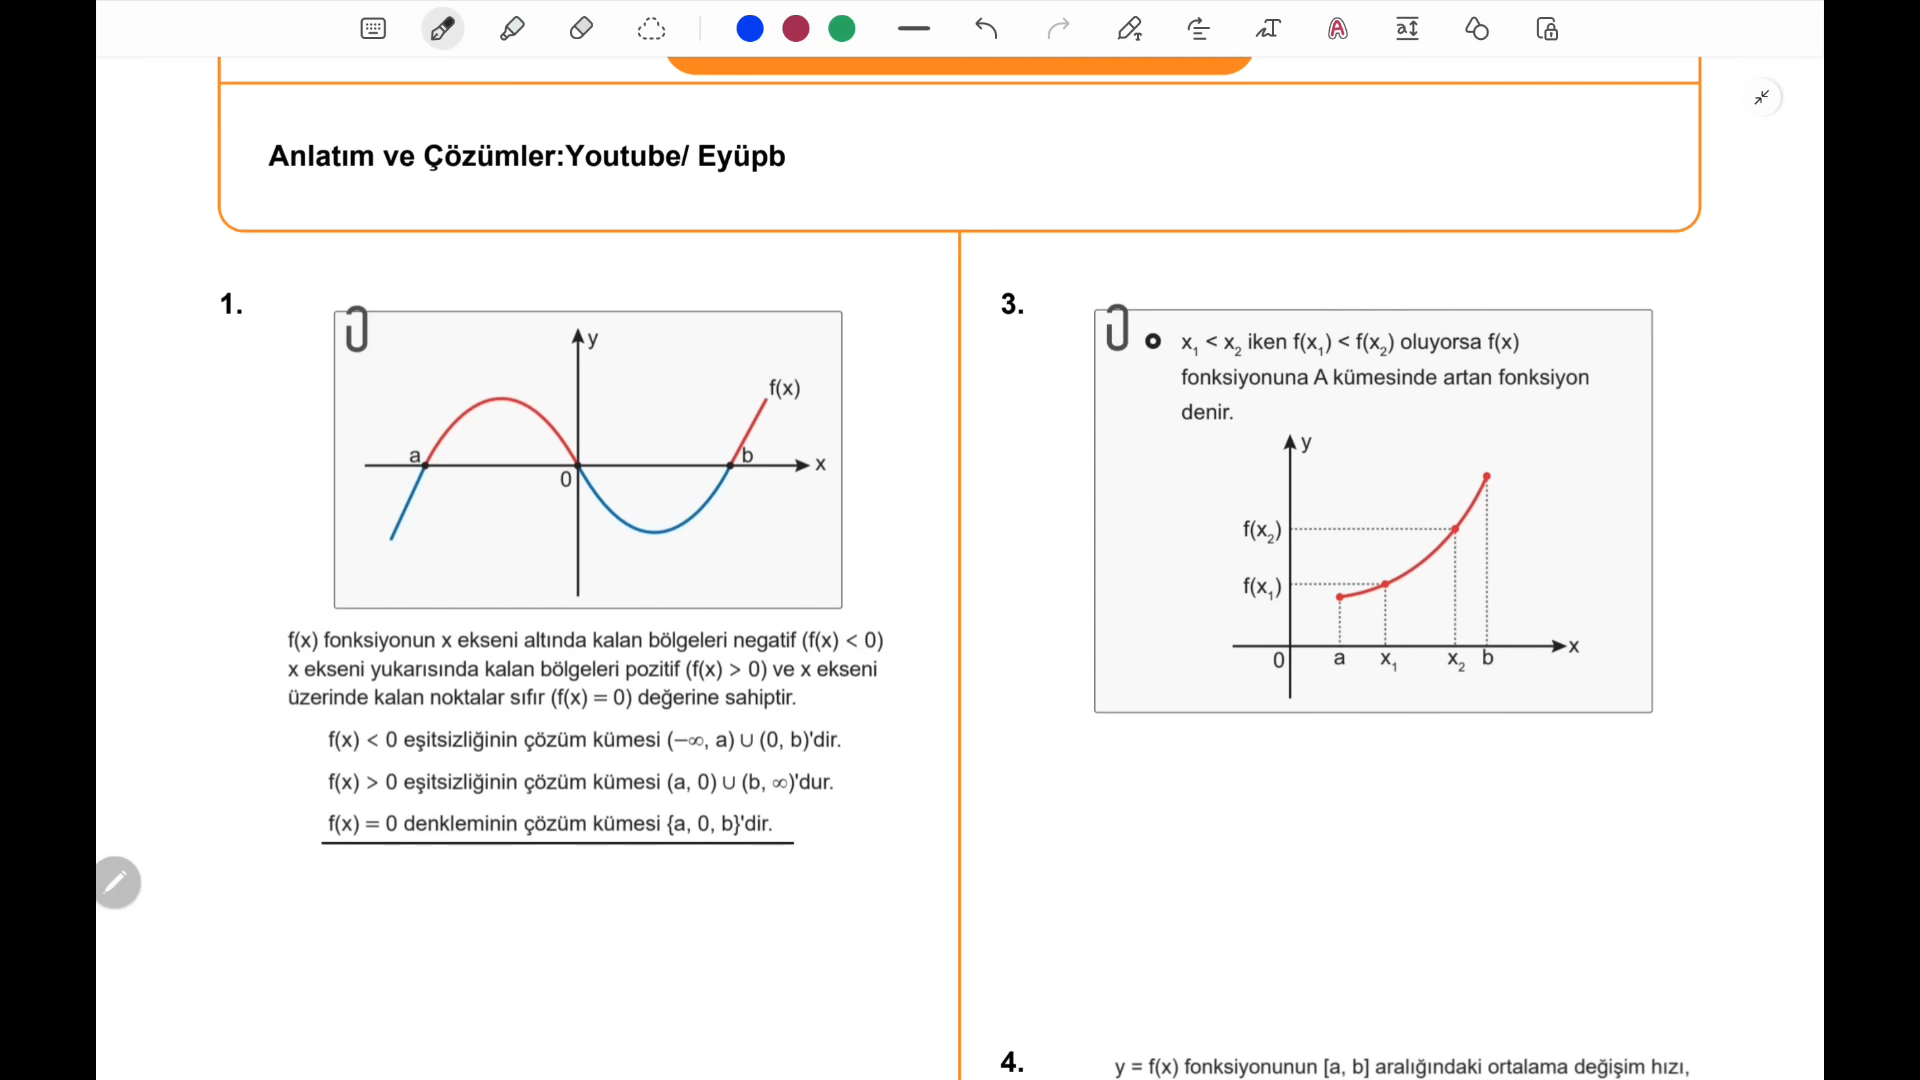 Anlatım ve Çözümler:Youtube/ Eyüpb
1.
y
f(x)
a
b
x
0
f(x) fonksiyonun x ekseni altında kalan bölgeleri negatif (f(x) < 0)
x ekseni yukarısında kalan bölgeleri pozitif (f(x) > 0) ve x ekseni
üzerinde kalan noktalar sıfır (f(x) = 0) değerine sahiptir.
f(x) < 0 eşitsizliğinin çözüm kümesi (−∞, a) ∪ (0, b)'dir.
f(x) > 0 eşitsizliğinin çözüm kümesi (a, 0) ∪ (b, ∞)'dur.
f(x) = 0 denkleminin çözüm kümesi {a, 0, b}'dir.
3.
x₁ < x₂ iken f(x₁) < f(x₂) oluyorsa f(x)
fonksiyonuna A kümesinde artan fonksiyon
denir.
y
f(x₂)
f(x₁)
0 a x₁ x₂ b x
4.
y = f(x) fonksiyonunun [a, b] aralığındaki ortalama değişim hızı,